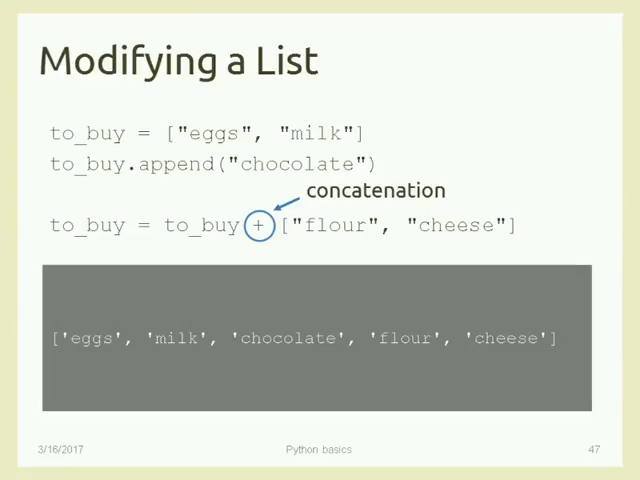 Modifying a List
to_buy = ["eggs", "milk"]
to_buy.append("chocolate")
concatenation
to_buy = to_buy + ["flour", "cheese"]
['eggs', 'milk', 'chocolate', 'flour', 'cheese']
3/16/2017
Python basics
47